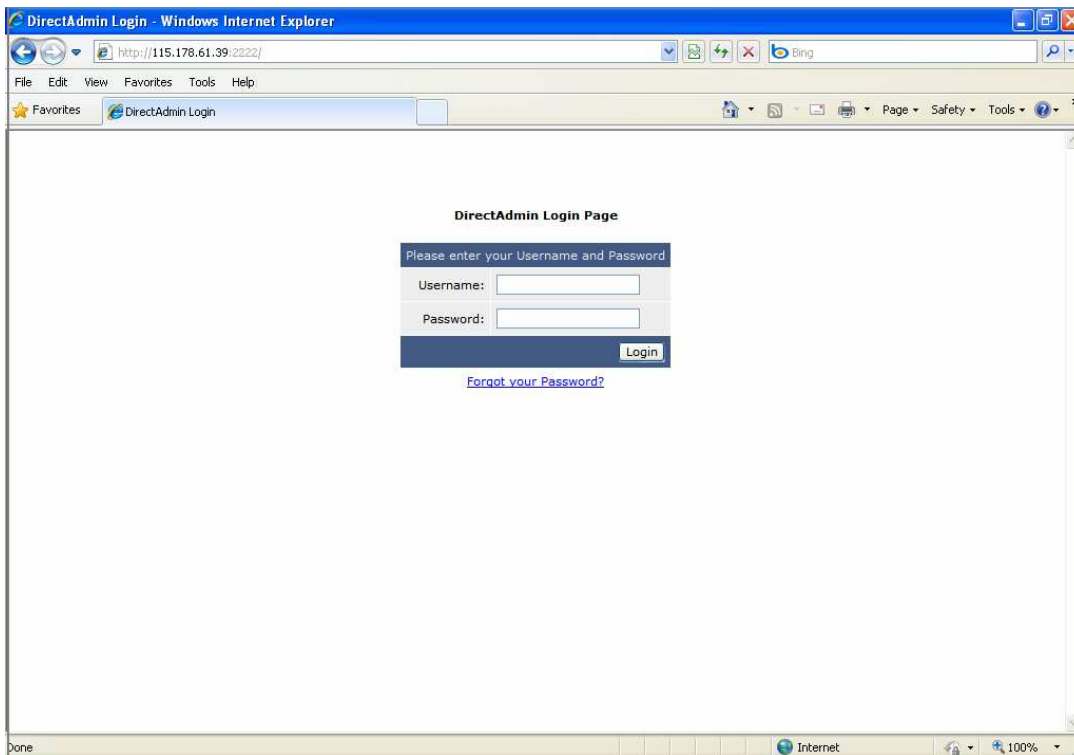 DirectAdmin Login - Windows Internet Explorer
http://115.178.61.39:2222/
Bing
File Edit View Favorites Tools Help
Favorites DirectAdmin Login Page Safety Tools
DirectAdmin Login Page
Please enter your Username and Password
Username:
Password:
Login
Forgot your Password?
Done Internet 100%